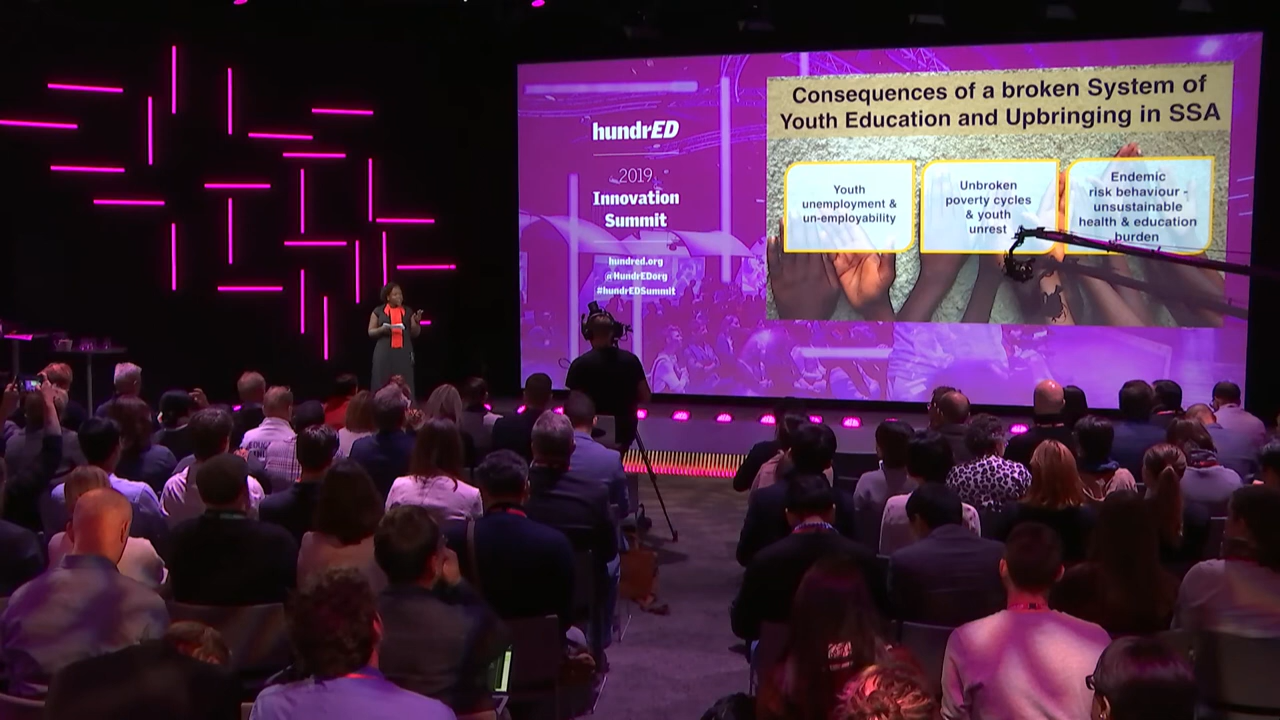 hundrED
2019
Innovation
Summit
hundred.org
@HundrEDorg
#hundrEDSummit
Consequences of a broken System of
Youth Education and Upbringing in SSA
Youth
unemployment &
un-employability
Unbroken
poverty cycles
& youth
unrest
Endemic
risk behaviour -
unsustainable
health & education
burden